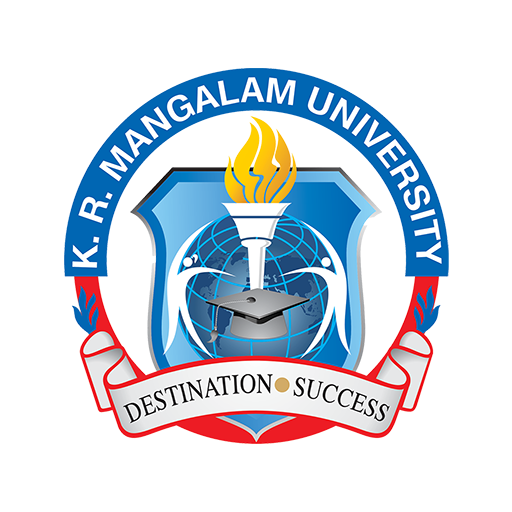 K. R. MANGALAM UNIVERSITY
DESTINATION • SUCCESS